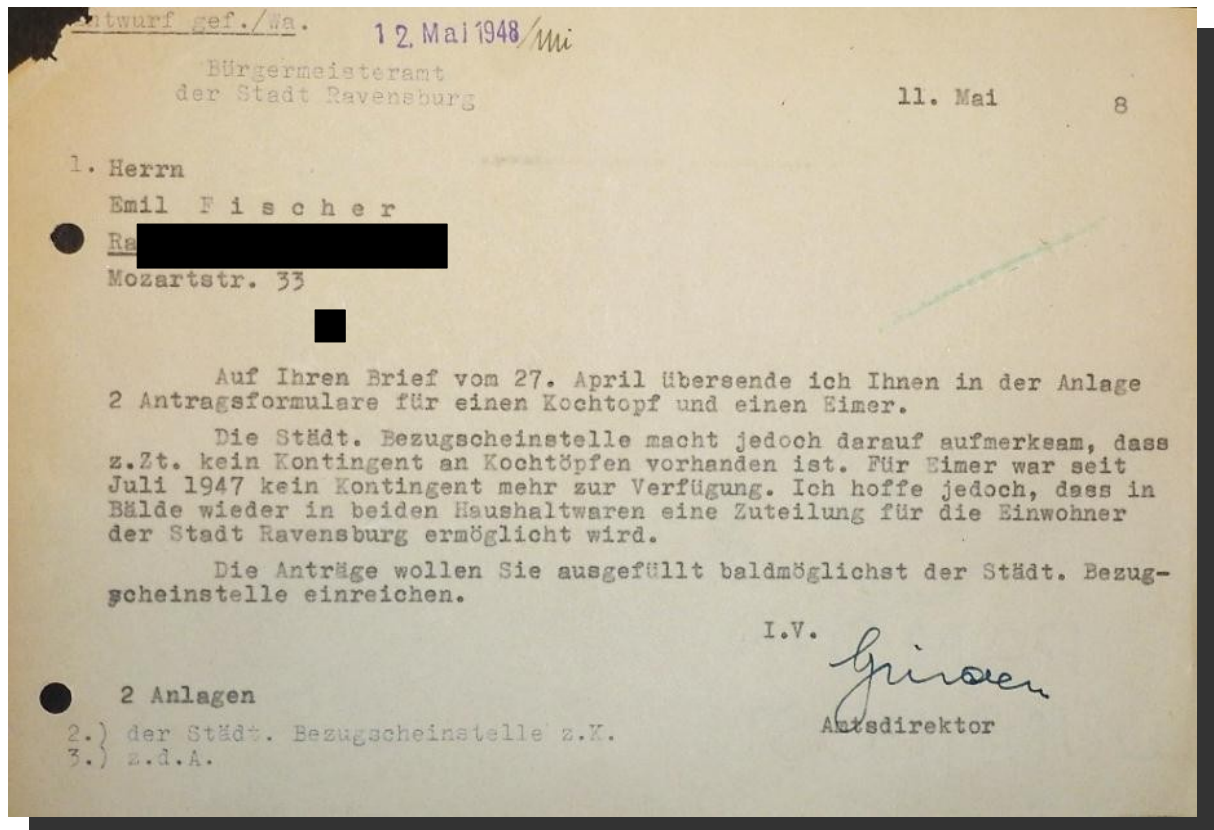 Entwurf gef./Wa.
12. Mai 1948
Bürgermeisteramt
der Stadt Ravensburg
11. Mai 8
1. Herrn
Emil F i s c h e r
Ra
Mozartstr. 33
Auf Ihren Brief vom 27. April übersende ich Ihnen in der Anlage
2 Antragsformulare für einen Kochtopf und einen Eimer.
Die Städt. Bezugscheinstelle macht jedoch darauf aufmerksam, dass
z.Zt. kein Kontingent an Kochtöpfen vorhanden ist. Für Eimer war seit
Juli 1947 kein Kontingent mehr zur Verfügung. Ich hoffe jedoch, dass in
Bälde wieder in beiden Haushaltwaren eine Zuteilung für die Einwohner
der Stadt Ravensburg ermöglicht wird.
Die Anträge wollen Sie ausgefüllt baldmöglichst der Städt. Bezug-
scheinstelle einreichen.
I.V.
Amtsdirektor
2 Anlagen
2.) der Städt. Bezugscheinstelle z.K.
3.) z.d.A.